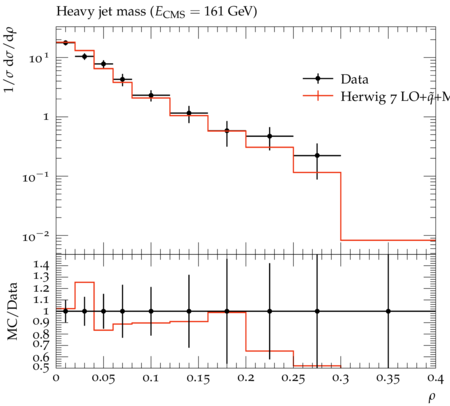 Heavy jet mass (E_CMS = 161 GeV)
1/σ dσ/dρ
10^1
1
10^−1
10^−2
Data
Herwig 7 LO+q̃+M
MC/Data
1.4
1.3
1.2
1.1
1
0.9
0.8
0.7
0.6
0.5
0 0.05 0.1 0.15 0.2 0.25 0.3 0.35 0.4
ρ